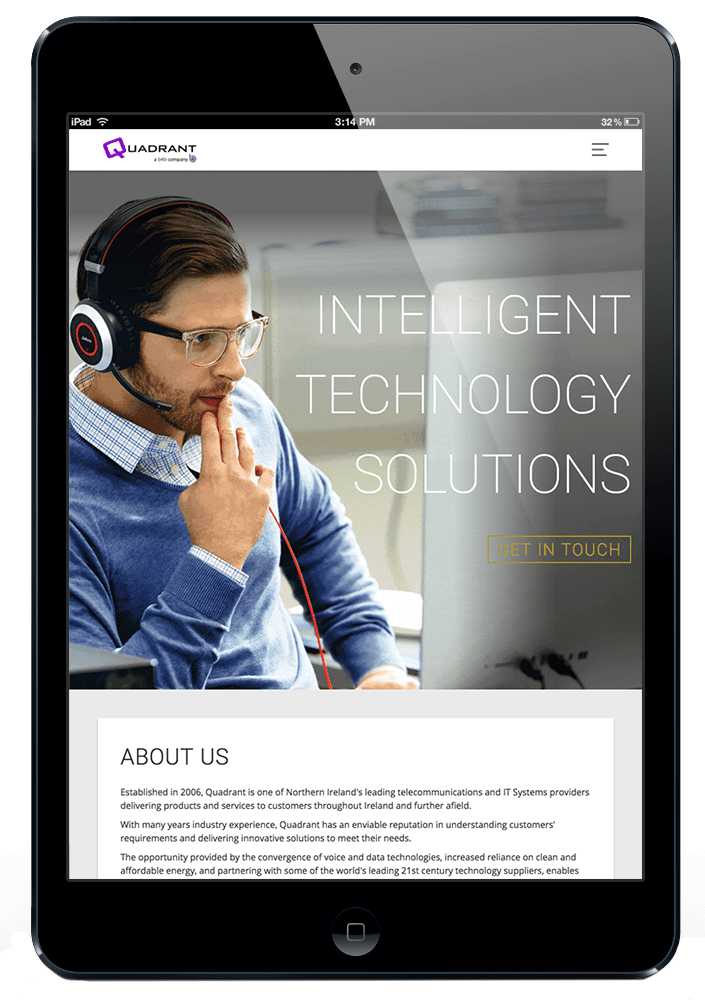 iPad 3:14 PM 32%
QUADRANT
a b4b company
INTELLIGENT
TECHNOLOGY
SOLUTIONS
GET IN TOUCH
ABOUT US
Established in 2006, Quadrant is one of Northern Ireland's leading telecommunications and IT Systems providers
delivering products and services to customers throughout Ireland and further afield.
With many years industry experience, Quadrant has an enviable reputation in understanding customers'
requirements and delivering innovative solutions to meet their needs.
The opportunity provided by the convergence of voice and data technologies, increased reliance on clean and
affordable energy, and partnering with some of the world's leading 21st century technology suppliers, enables